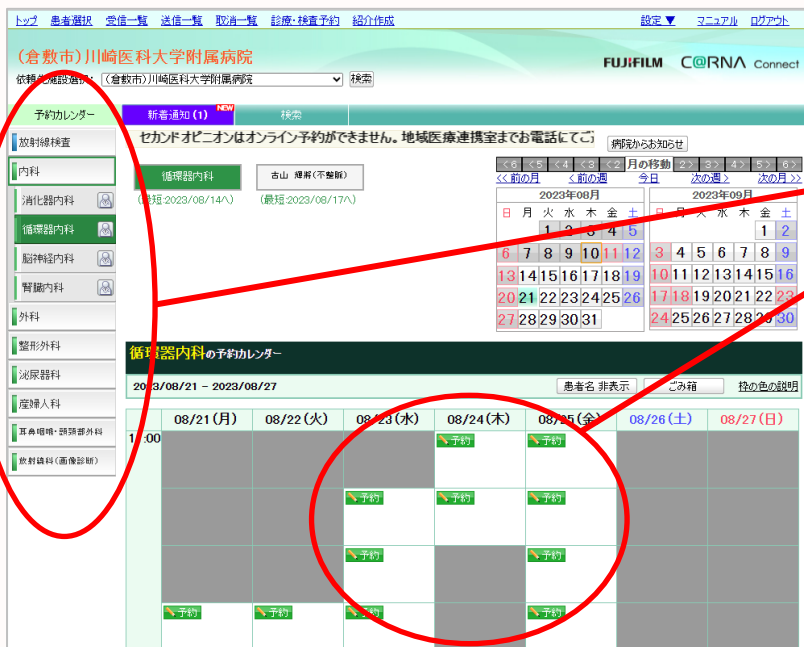 トップ 患者選択 受信一覧 送信一覧 取消一覧 診療・検査予約 紹介作成 設定▼ マニュアル ログアウト
(倉敷市)川崎医科大学附属病院
FUJIFILM C@RNA Connect
依頼先施設選択: (倉敷市)川崎医科大学附属病院 検索
予約カレンダー 新着通知(1) NEW 検索
セカンドオピニオンはオンライン予約ができません。地域医療連携室までお電話にてご 病院からお知らせ
放射線検査
内科
消化器内科
循環器内科
脳神経内科
腎臓内科
外科
整形外科
泌尿器科
産婦人科
耳鼻咽喉・頭頸部外科
放射線科(画像診断)
循環器内科
(最短:2023/08/14へ) (最短:2023/08/17へ)
<6 <5 <4 <3 <2 月の移動 2> 3> 4> 5> 6>
<<前の月 <前の週 今日 次の週> 次の月>>
2023年08月 2023年09月
日 月 火 水 木 金 土 日 月 火 水 木 金 土
1 2 3 4 5 1 2
6 7 8 9 10 11 12 3 4 5 6 7 8 9
13 14 15 16 17 18 19 10 11 12 13 14 15 16
20 21 22 23 24 25 26 17 18 19 20 21 22 23
27 28 29 30 31 24 25 26 27 28 29 30
循環器内科の予約カレンダー
2023/08/21 - 2023/08/27 患者名 非表示 ごみ箱 枠の色の説明
08/21(月) 08/22(火) 08/23(水) 08/24(木) 08/25(金) 08/26(土) 08/27(日)
:00 予約 予約
予約 予約 予約
予約 予約
予約 予約 予約 予約